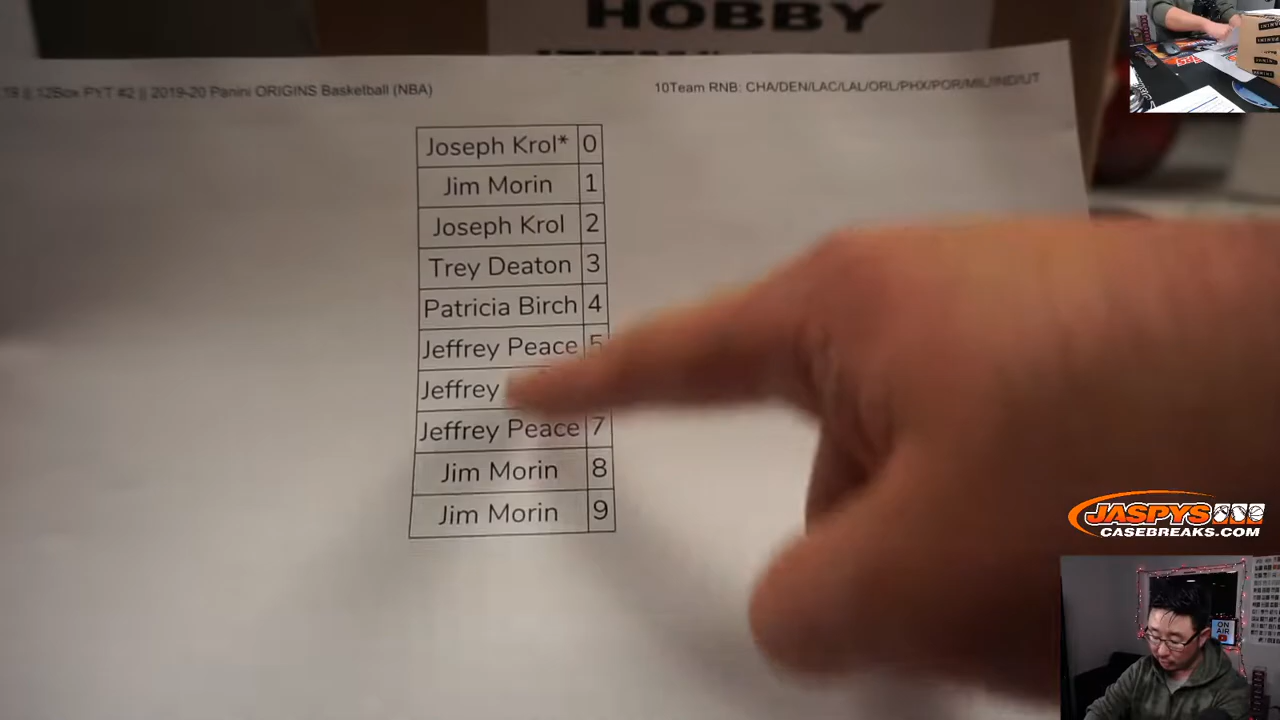 HOBBY
19 || 12Box PYT #2 || 2019-20 Panini ORIGINS Basketball (NBA)
10Team RNB: CHA/DEN/LAC/LAL/ORL/PHX/POR/MIL/IND/UT
Joseph Krol* 0
Jim Morin 1
Joseph Krol 2
Trey Deaton 3
Patricia Birch 4
Jeffrey Peace 5
Jeffrey
Jeffrey Peace 7
Jim Morin 8
Jim Morin 9
JASPYS
CASEBREAKS.COM
ON
AIR